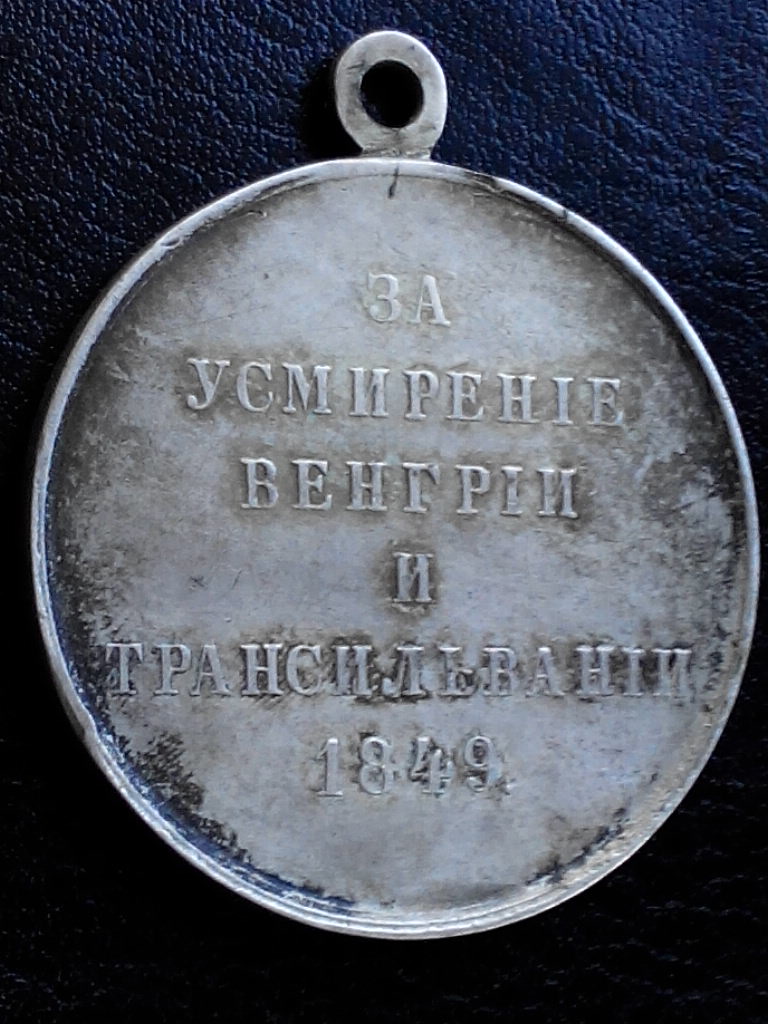 ЗА
УСМИРЕНІЕ
ВЕНГРІИ
И
ТРАНСИЛЬВАНІИ
1849.